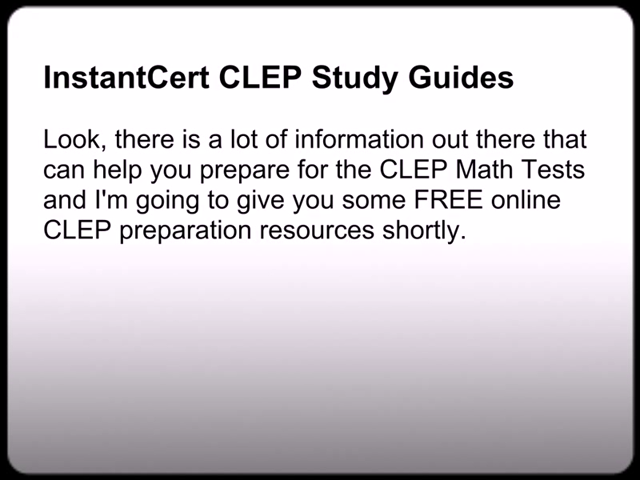 InstantCert CLEP Study Guides
Look, there is a lot of information out there that
can help you prepare for the CLEP Math Tests
and I'm going to give you some FREE online
CLEP preparation resources shortly.